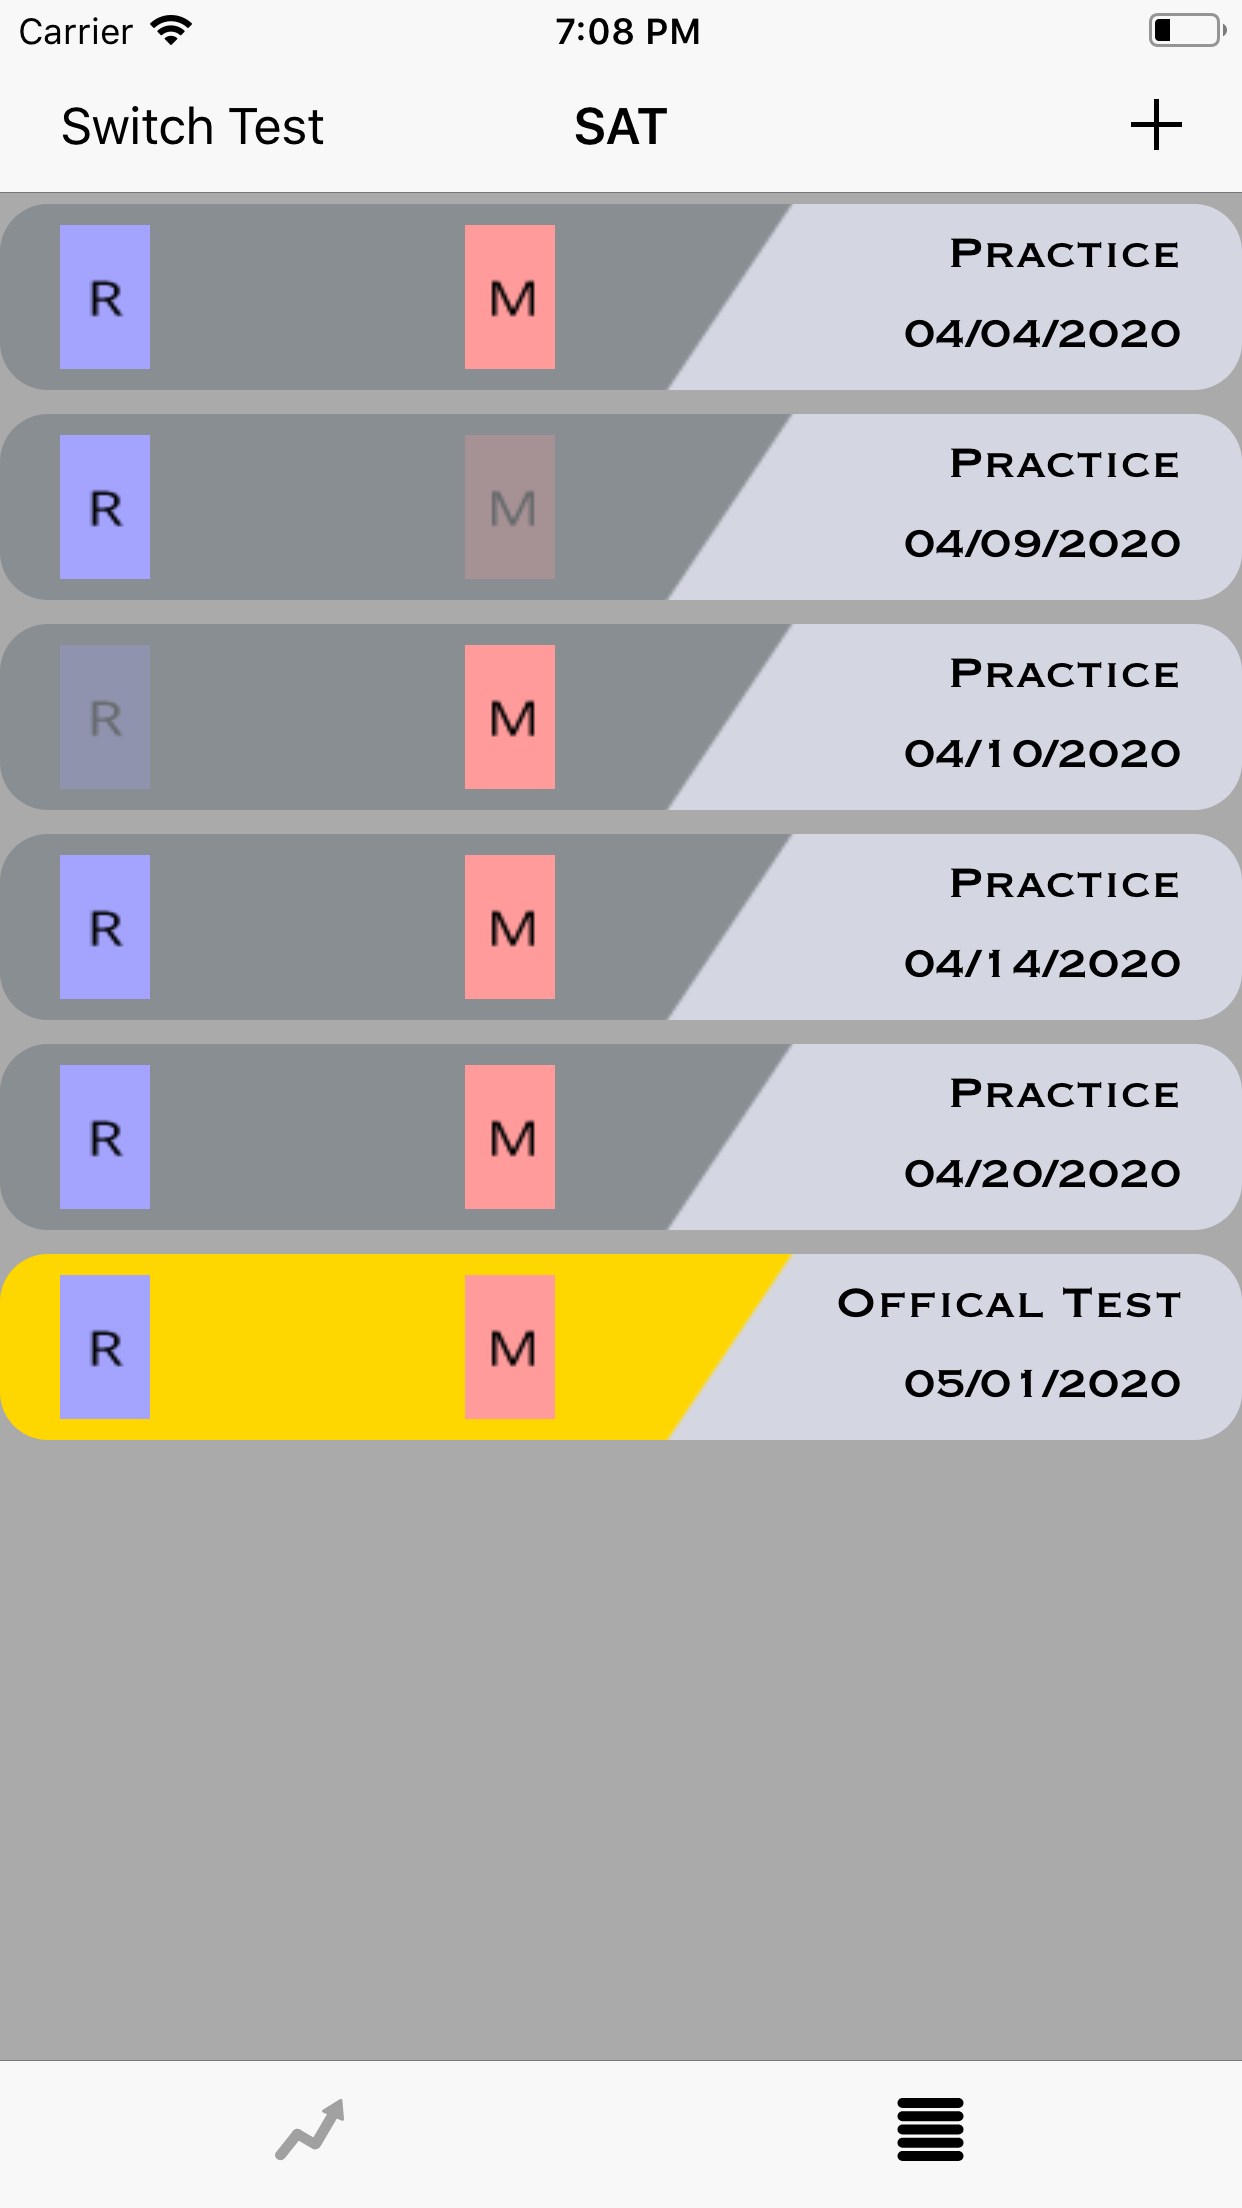 Carrier 7:08 PM
Switch Test SAT +
R M Practice
04/04/2020
R M Practice
04/09/2020
R M Practice
04/10/2020
R M Practice
04/14/2020
R M Practice
04/20/2020
R M Offical Test
05/01/2020